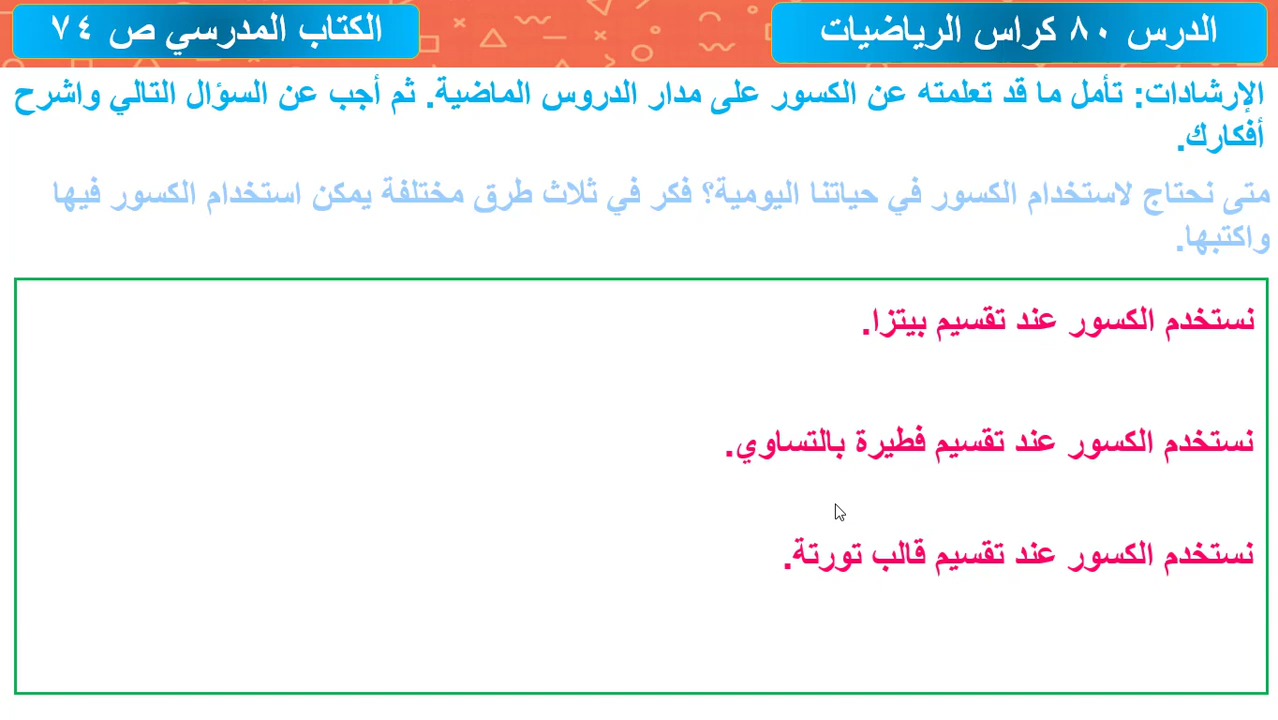 الدرس ٨٠ كراس الرياضيات
الكتاب المدرسي ص ٧٤
الإرشادات: تأمل ما قد تعلمته عن الكسور على مدار الدروس الماضية. ثم أجب عن السؤال التالي واشرح
أفكارك.
متى نحتاج لاستخدام الكسور في حياتنا اليومية؟ فكر في ثلاث طرق مختلفة يمكن استخدام الكسور فيها
واكتبها.
نستخدم الكسور عند تقسيم بيتزا.
نستخدم الكسور عند تقسيم فطيرة بالتساوي.
نستخدم الكسور عند تقسيم قالب تورتة.